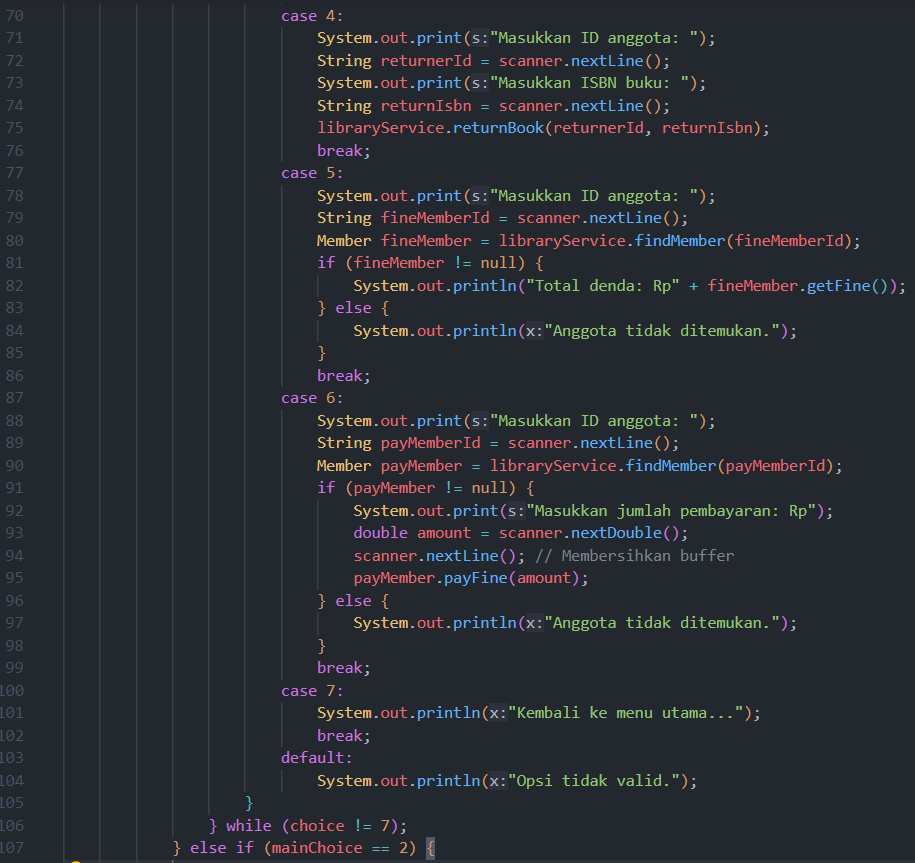 70 case 4:
71 System.out.print(s:"Masukkan ID anggota: ");
72 String returnerId = scanner.nextLine();
73 System.out.print(s:"Masukkan ISBN buku: ");
74 String returnIsbn = scanner.nextLine();
75 libraryService.returnBook(returnerId, returnIsbn);
76 break;
77 case 5:
78 System.out.print(s:"Masukkan ID anggota: ");
79 String fineMemberId = scanner.nextLine();
80 Member fineMember = libraryService.findMember(fineMemberId);
81 if (fineMember != null) {
82 System.out.println("Total denda: Rp" + fineMember.getFine());
83 } else {
84 System.out.println(x:"Anggota tidak ditemukan.");
85 }
86 break;
87 case 6:
88 System.out.print(s:"Masukkan ID anggota: ");
89 String payMemberId = scanner.nextLine();
90 Member payMember = libraryService.findMember(payMemberId);
91 if (payMember != null) {
92 System.out.print(s:"Masukkan jumlah pembayaran: Rp");
93 double amount = scanner.nextDouble();
94 scanner.nextLine(); // Membersihkan buffer
95 payMember.payFine(amount);
96 } else {
97 System.out.println(x:"Anggota tidak ditemukan.");
98 }
99 break;
100 case 7:
101 System.out.println(x:"Kembali ke menu utama...");
102 break;
103 default:
104 System.out.println(x:"Opsi tidak valid.");
105 }
106 } while (choice != 7);
107 } else if (mainChoice == 2) {